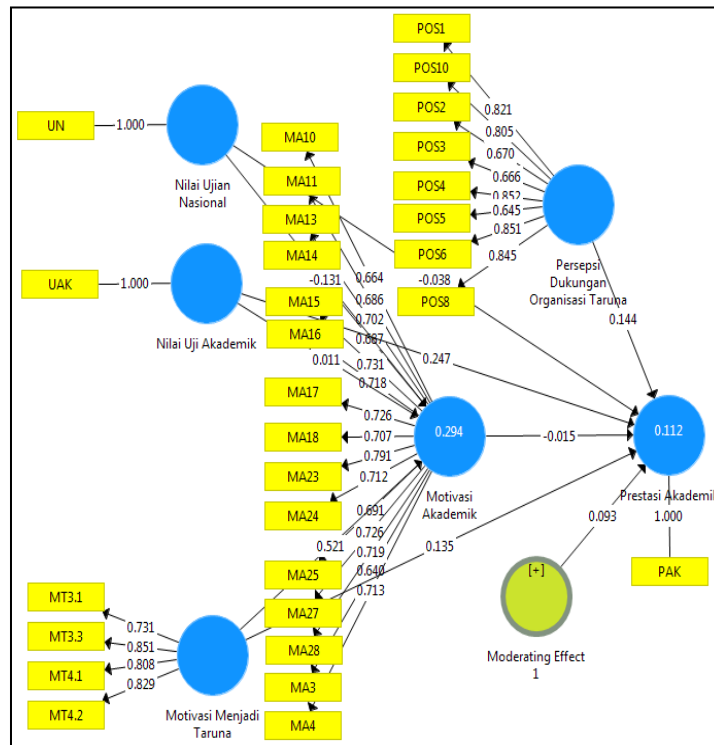 POS1
POS10
POS2
POS3
POS4
POS5
POS6
POS8
0.821
0.805
0.670
0.666
0.852
0.645
0.851
0.845
Persepsi
Dukungan
Organisasi Taruna
0.144
UN
1.000
Nilai Ujian
Nasional
UAK
1.000
Nilai Uji Akademik
MA10
MA11
MA13
MA14
MA15
MA16
MA17
MA18
MA23
MA24
MA25
MA27
MA28
MA3
MA4
-0.131
-0.038
0.011
0.247
0.664
0.686
0.702
0.687
0.731
0.718
0.726
0.707
0.791
0.712
0.691
0.726
0.719
0.640
0.713
0.521
0.135
0.294
Motivasi
Akademik
-0.015
0.112
Prestasi Akademik
1.000
PAK
0.093
[+]
Moderating Effect
1
MT3.1
MT3.3
MT4.1
MT4.2
0.731
0.851
0.808
0.829
Motivasi Menjadi
Taruna